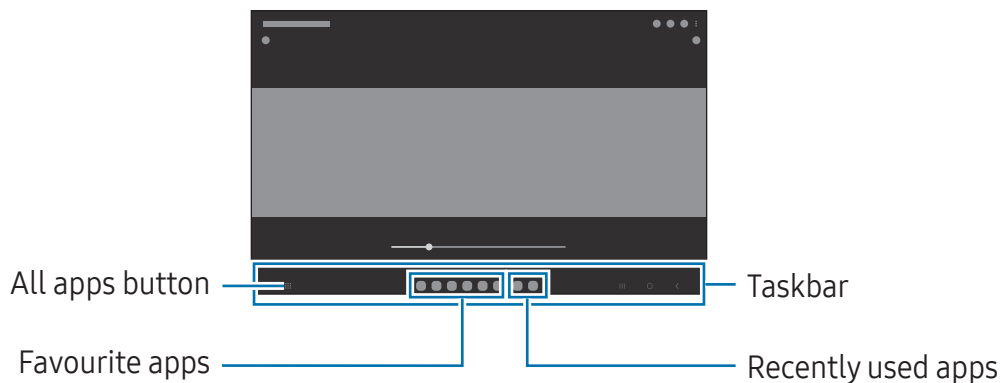 All apps button
Taskbar
Favourite apps
Recently used apps